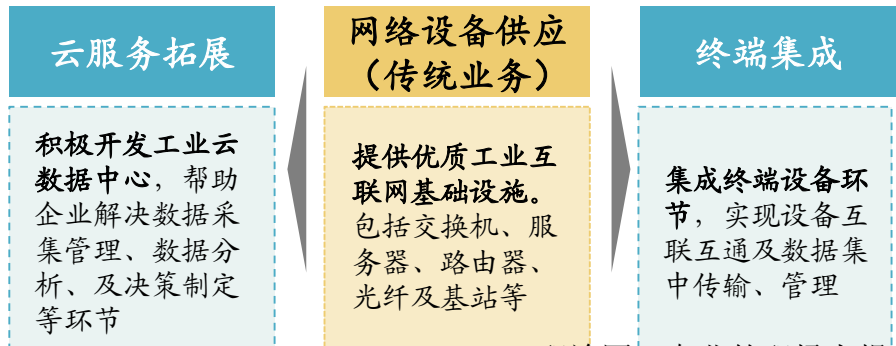 云服务拓展
积极开发工业云
数据中心，帮助
企业解决数据采
集管理、数据分
析、及决策制定
等环节
网络设备供应
（传统业务）
提供优质工业互
联网基础设施。
包括交换机、服
务器、路由器、
光纤及基站等
终端集成
集成终端设备环
节，实现设备互
联互通及数据集
中传输、管理